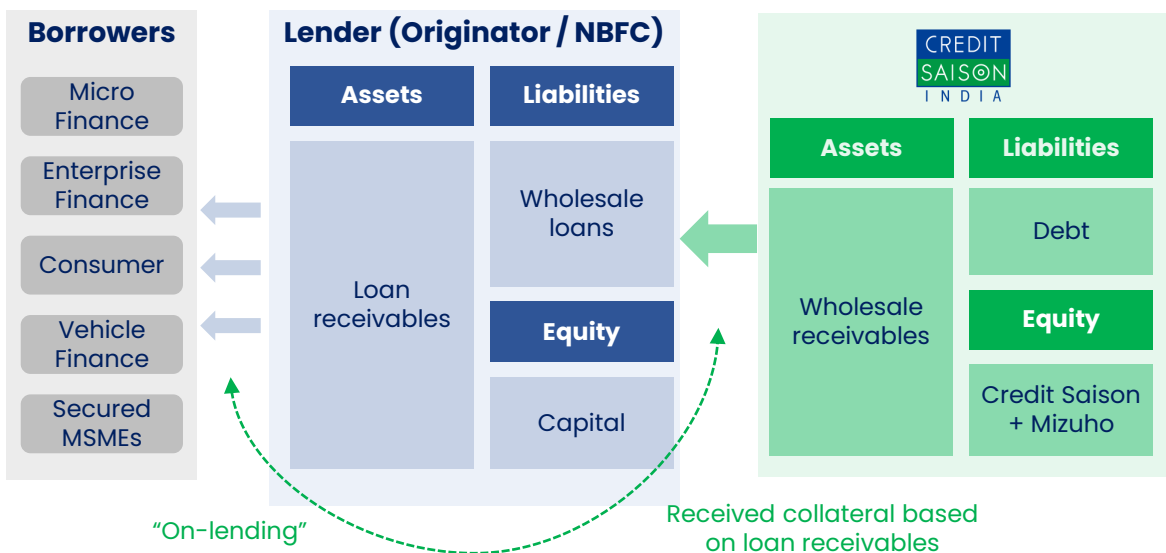 Borrowers
Micro
Finance
Enterprise
Finance
Consumer
Vehicle
Finance
Secured
MSMEs
Lender (Originator / NBFC)
Assets
Liabilities
Loan
receivables
Wholesale
loans
Equity
Capital
CREDIT
SAISON
INDIA
Assets
Liabilities
Wholesale
receivables
Debt
Equity
Credit Saison
+ Mizuho
“On-lending”
Received collateral based
on loan receivables